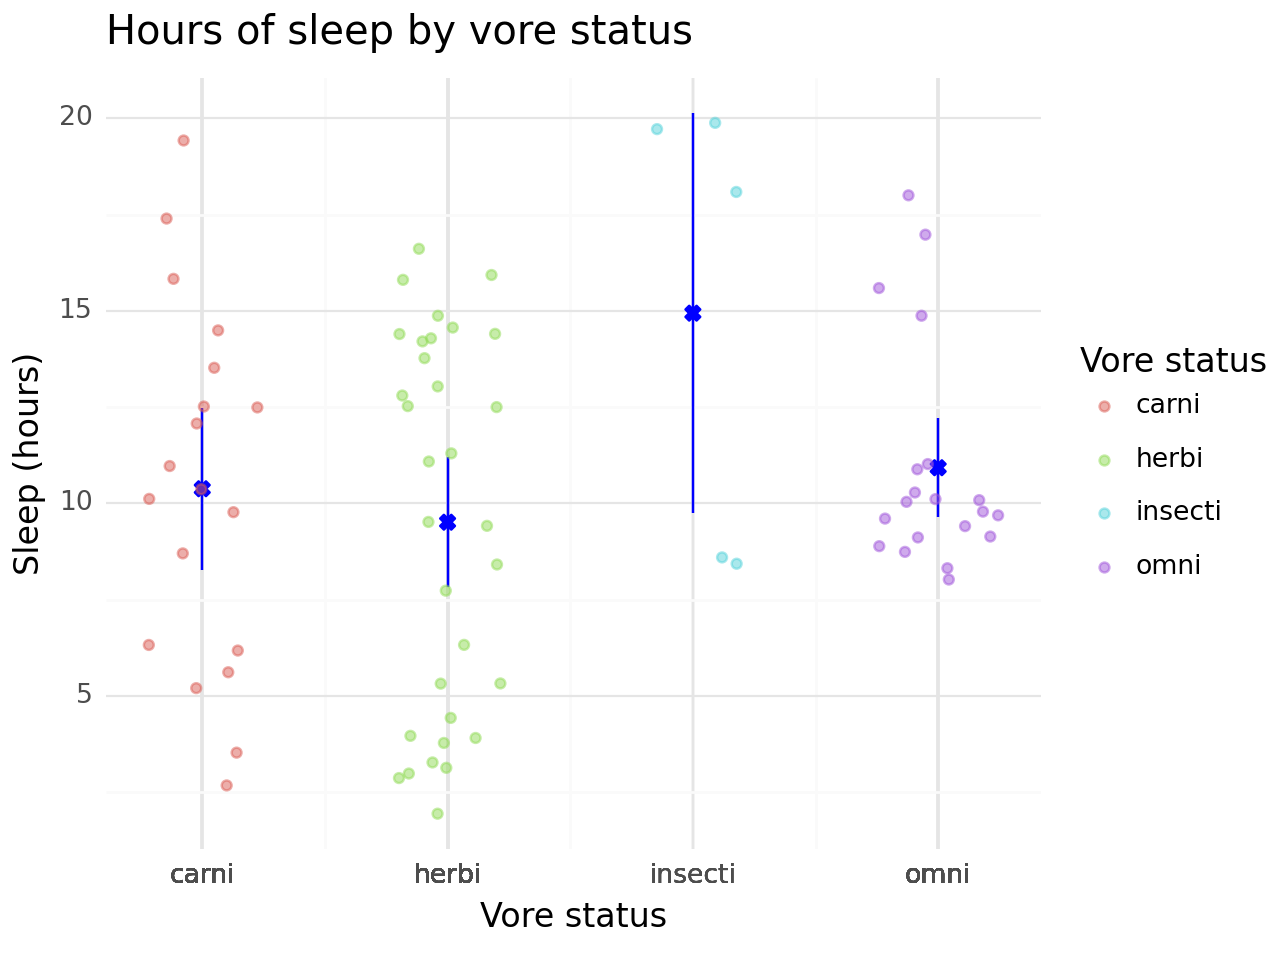 Hours of sleep by vore status
20
15
10
5
Sleep (hours)
carni
herbi
insecti
omni
Vore status
Vore status
carni
herbi
insecti
omni